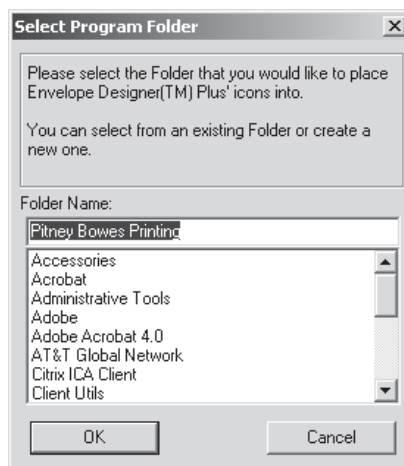 Select Program Folder
Please select the Folder that you would like to place
Envelope Designer(TM) Plus' icons into.
You can select from an existing Folder or create a
new one.
Folder Name:
Pitney Bowes Printing
Accessories
Acrobat
Administrative Tools
Adobe
Adobe Acrobat 4.0
AT&T Global Network
Citrix ICA Client
Client Utils
OK
Cancel